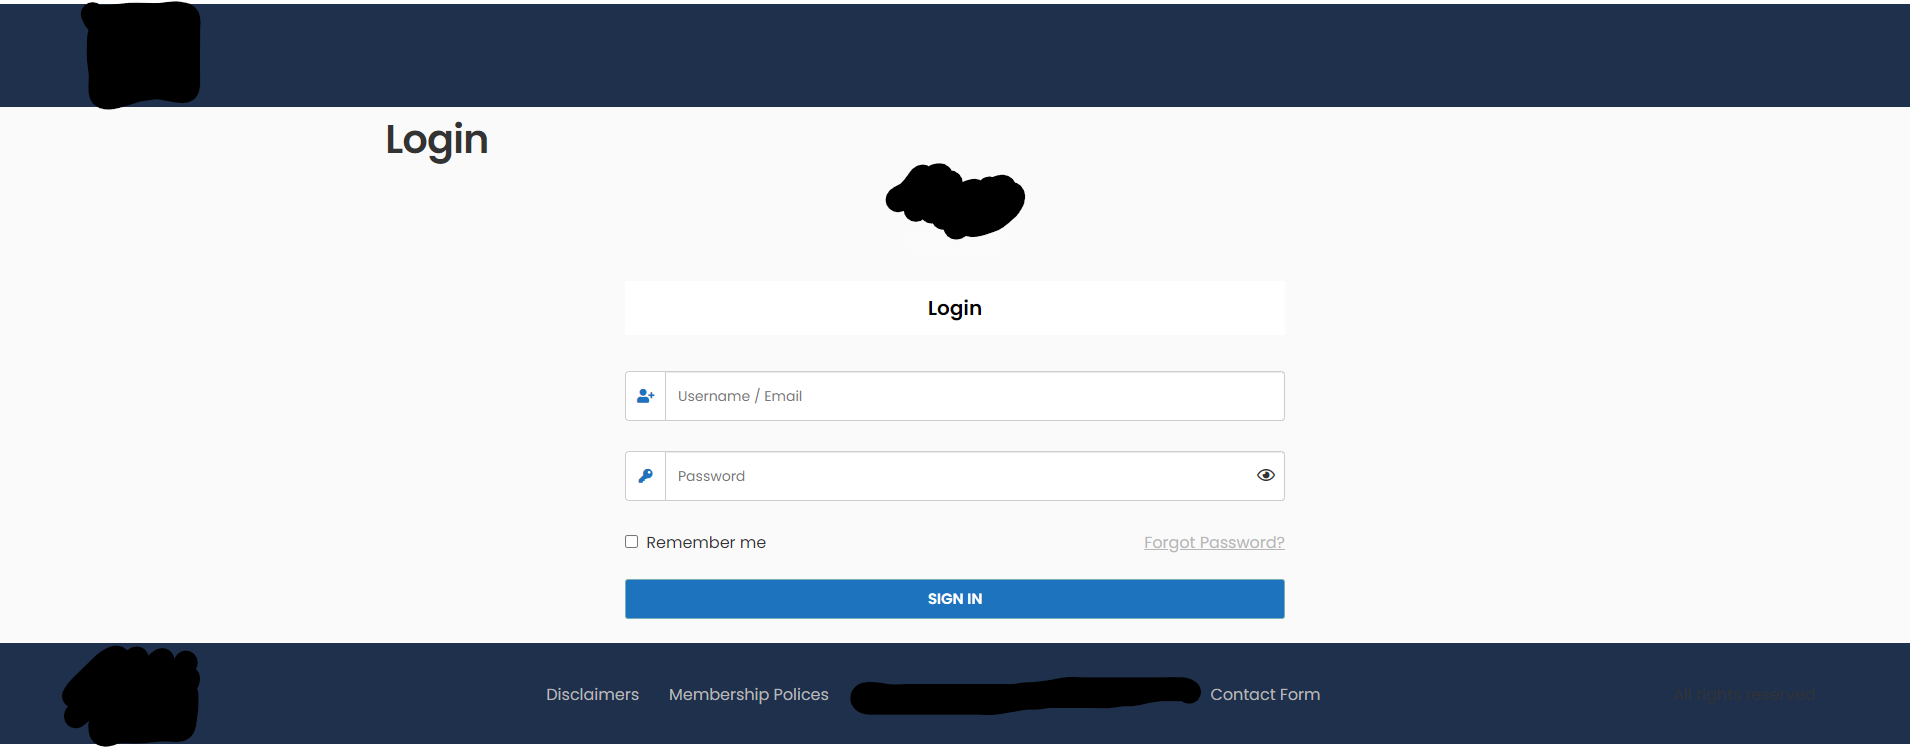 Login
Login
Username / Email
Password
Remember me
Forgot Password?
SIGN IN
Disclaimers
Membership Polices
Contact Form
All rights reserved